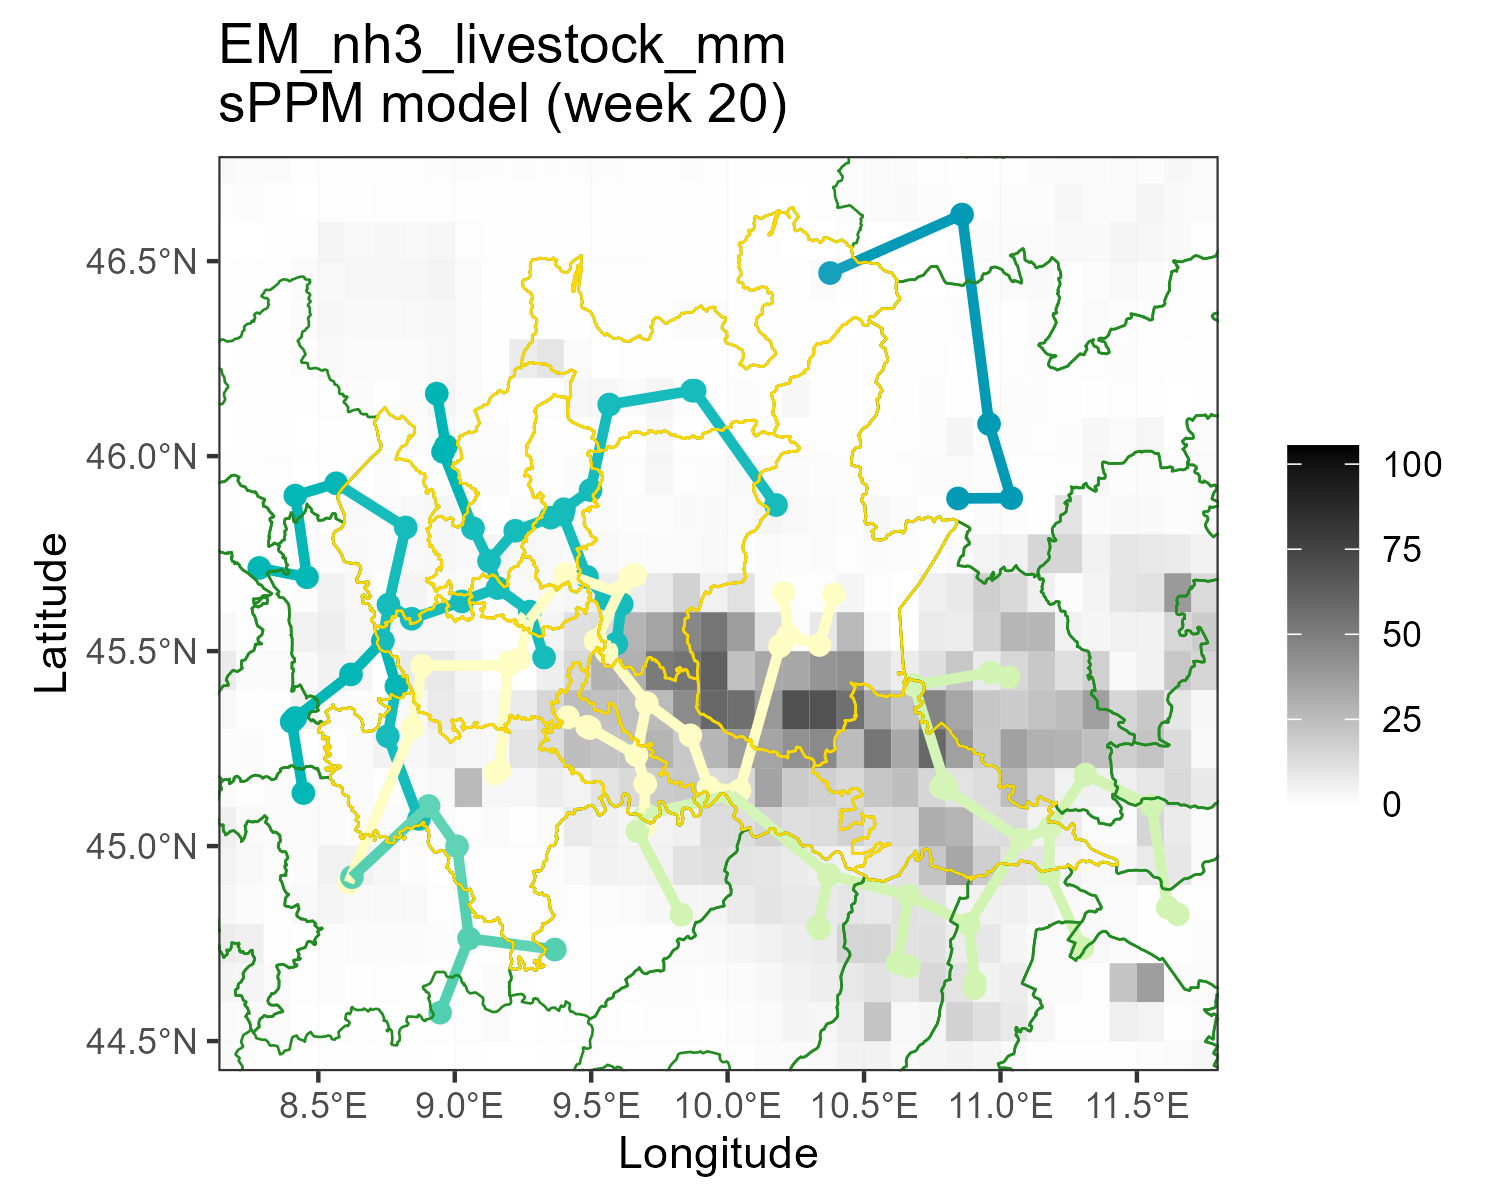 EM_nh3_livestock_mm
sPPM model (week 20)
46.5°N
46.0°N
45.5°N
45.0°N
44.5°N
Latitude
8.5°E
9.0°E
9.5°E
10.0°E
10.5°E
11.0°E
11.5°E
Longitude
100
75
50
25
0